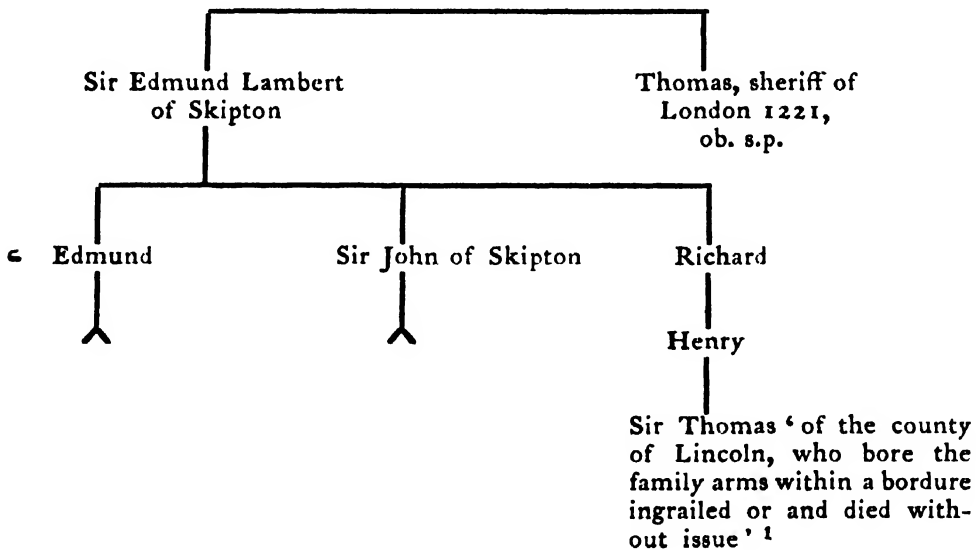 Sir Edmund Lambert
of Skipton
Thomas, sheriff of
London 1221,
ob. s.p.
Edmund
Sir John of Skipton
Richard
Henry
Sir Thomas ‘ of the county
of Lincoln, who bore the
family arms within a bordure
ingrailed or and died with-
out issue ’ 1